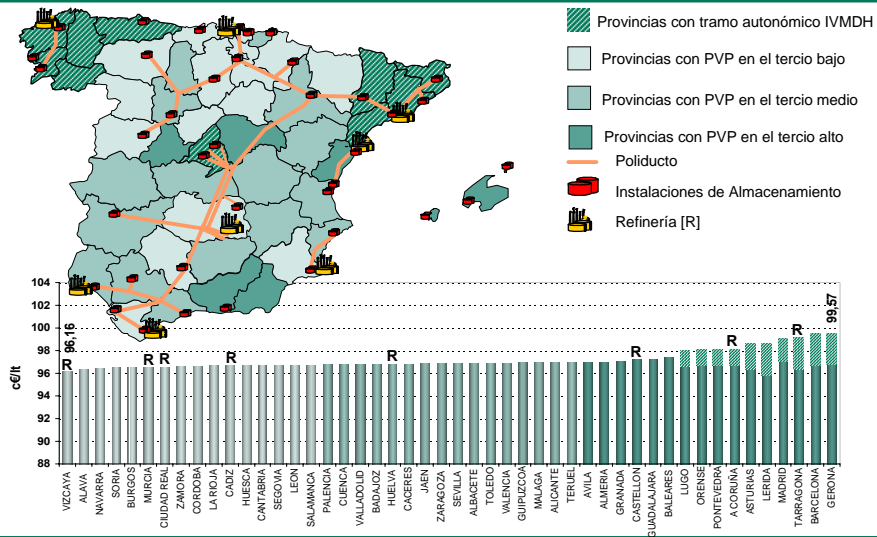 Provincias con tramo autonómico IVMDH
Provincias con PVP en el tercio bajo
Provincias con PVP en el tercio medio
Provincias con PVP en el tercio alto
Poliducto
Instalaciones de Almacenamiento
Refinería [R]
c€/lt
104
102
100
98
96
94
92
90
88
96,16
99,57
R
R
R
R
R
R
R
R
VIZCAYA
ALAVA
NAVARRA
SORIA
BURGOS
MURCIA
CIUDAD REAL
ZAMORA
CORDOBA
LA RIOJA
CADIZ
HUESCA
CANTABRIA
SEGOVIA
LEON
SALAMANCA
PALENCIA
CUENCA
VALLADOLID
BADAJOZ
HUELVA
CACERES
JAEN
ZARAGOZA
SEVILLA
ALBACETE
TOLEDO
VALENCIA
GUIPUZCOA
MALAGA
ALICANTE
TERUEL
AVILA
ALMERIA
GRANADA
CASTELLON
GUADALAJARA
BALEARES
LUGO
ORENSE
PONTEVEDRA
A CORUÑA
ASTURIAS
LERIDA
MADRID
TARRAGONA
BARCELONA
GERONA